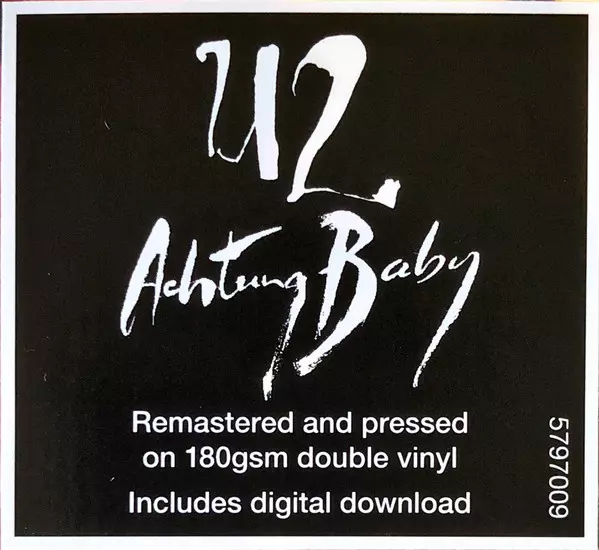 U2
Achtung Baby
Remastered and pressed
on 180gsm double vinyl
Includes digital download
5797009